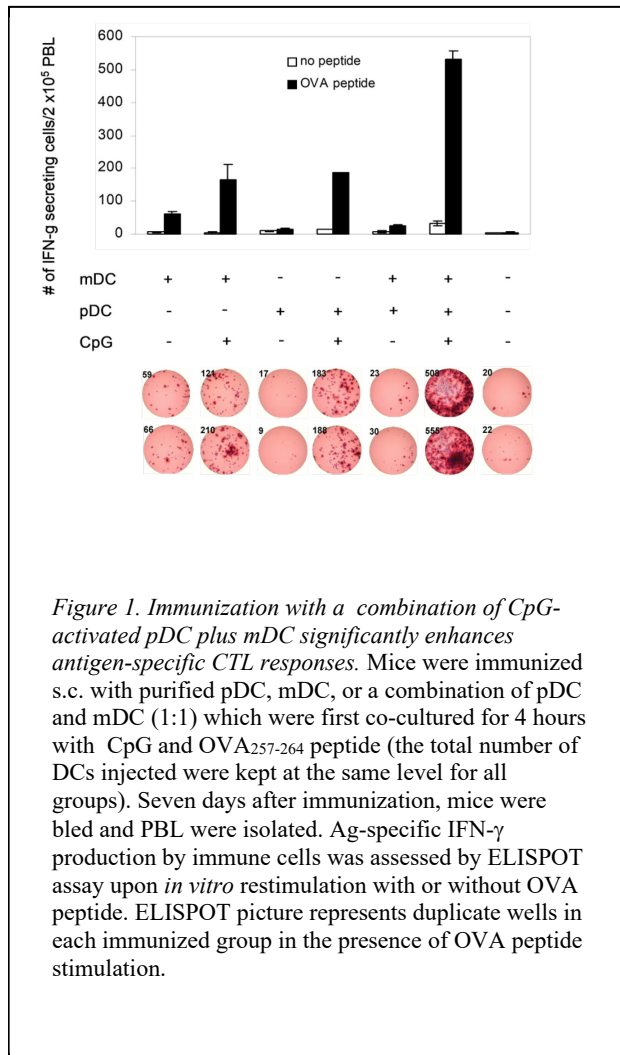 600
500
400
300
200
100
0
# of IFN-g secreting cells/2 x10⁵ PBL
no peptide
OVA peptide
mDC + + - - + + -
pDC - - + + + + -
CpG - + - + - + -
59 121 17 183 23 508 20
66 210 9 188 30 555 22
Figure 1. Immunization with a combination of CpG-
activated pDC plus mDC significantly enhances
antigen-specific CTL responses. Mice were immunized
s.c. with purified pDC, mDC, or a combination of pDC
and mDC (1:1) which were first co-cultured for 4 hours
with CpG and OVA₂₅₇₋₂₆₄ peptide (the total number of
DCs injected were kept at the same level for all
groups). Seven days after immunization, mice were
bled and PBL were isolated. Ag-specific IFN-γ
production by immune cells was assessed by ELISPOT
assay upon in vitro restimulation with or without OVA
peptide. ELISPOT picture represents duplicate wells in
each immunized group in the presence of OVA peptide
stimulation.